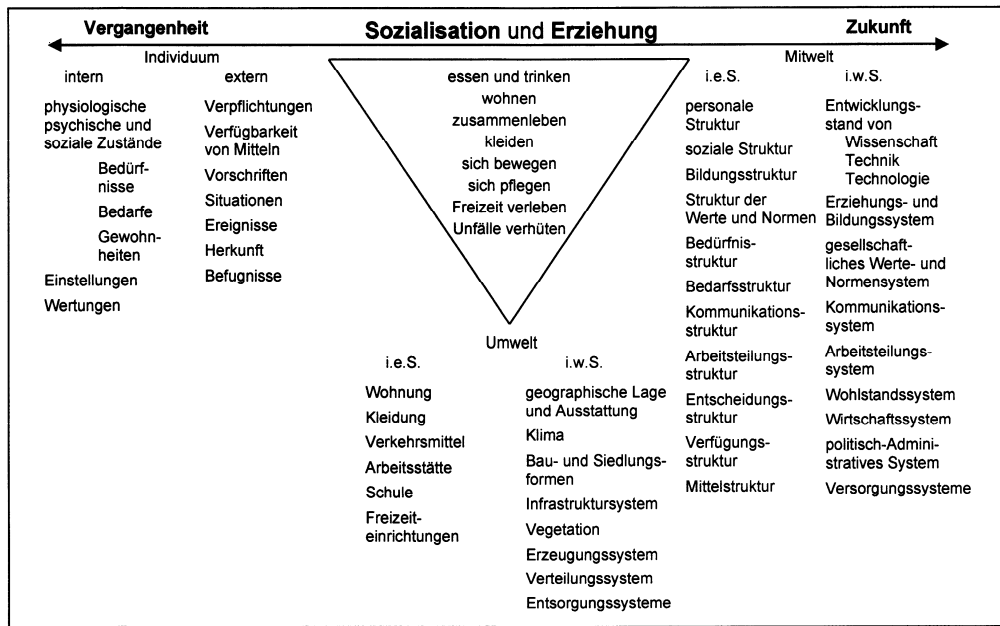 Vergangenheit
Sozialisation und Erziehung
Zukunft
Individuum
intern
extern
physiologische
psychische und
soziale Zustände
Bedürf-
nisse
Bedarfe
Gewohn-
heiten
Einstellungen
Wertungen
Verpflichtungen
Verfügbarkeit
von Mitteln
Vorschriften
Situationen
Ereignisse
Herkunft
Befugnisse
essen und trinken
wohnen
zusammenleben
kleiden
sich bewegen
sich pflegen
Freizeit verleben
Unfälle verhüten
Mitwelt
i.e.S.
i.w.S.
personale
Struktur
soziale Struktur
Bildungsstruktur
Struktur der
Werte und Normen
Bedürfnis-
struktur
Bedarfsstruktur
Kommunikations-
struktur
Arbeitsteilungs-
struktur
Entscheidungs-
struktur
Verfügungs-
struktur
Mittelstruktur
Entwicklungs-
stand von
Wissenschaft
Technik
Technologie
Erziehungs- und
Bildungssystem
gesellschaft-
liches Werte- und
Normensystem
Kommunikations-
system
Arbeitsteilungs-
system
Wohlstandssystem
Wirtschaftssystem
politisch-Admini-
stratives System
Versorgungssysteme
Umwelt
i.e.S.
i.w.S.
Wohnung
Kleidung
Verkehrsmittel
Arbeitsstätte
Schule
Freizeit-
einrichtungen
geographische Lage
und Ausstattung
Klima
Bau- und Siedlungs-
formen
Infrastruktursystem
Vegetation
Erzeugungssystem
Verteilungssystem
Entsorgungssysteme